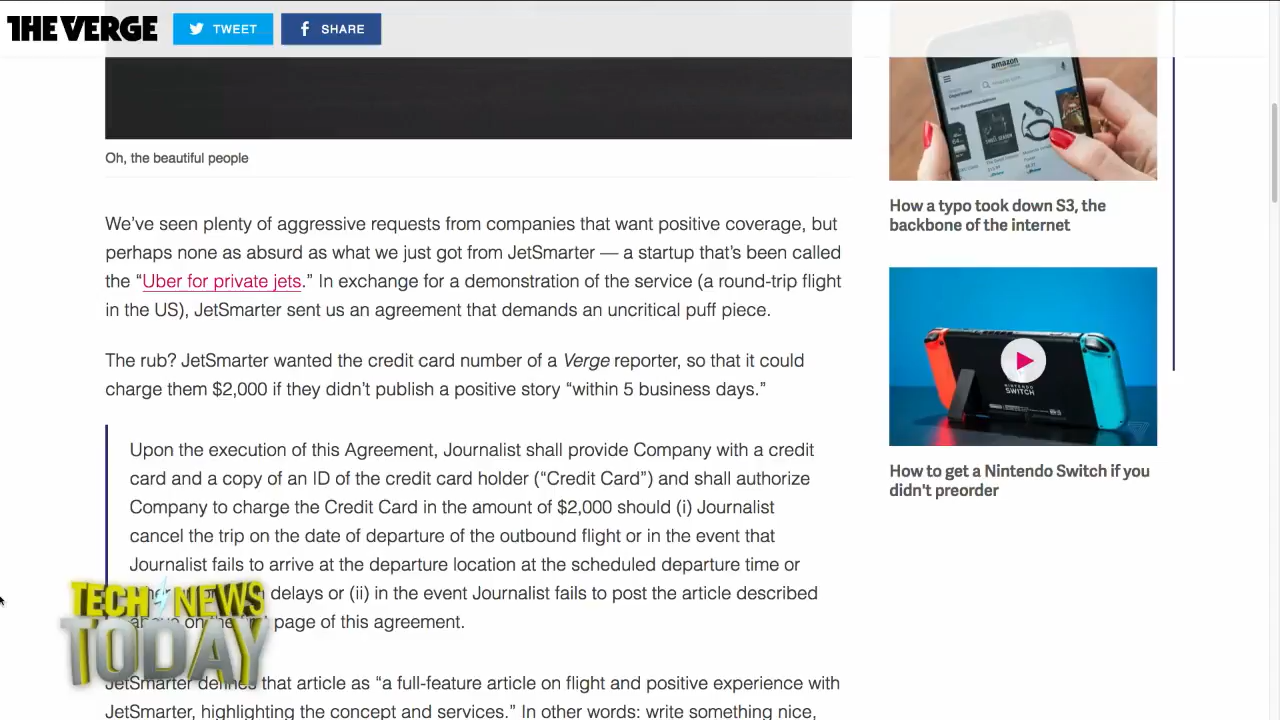 THE VERGE
TWEET
SHARE
Oh, the beautiful people
We've seen plenty of aggressive requests from companies that want positive coverage, but
perhaps none as absurd as what we just got from JetSmarter — a startup that's been called
the “Uber for private jets.” In exchange for a demonstration of the service (a round-trip flight
in the US), JetSmarter sent us an agreement that demands an uncritical puff piece.
The rub? JetSmarter wanted the credit card number of a Verge reporter, so that it could
charge them $2,000 if they didn't publish a positive story “within 5 business days.”
Upon the execution of this Agreement, Journalist shall provide Company with a credit
card and a copy of an ID of the credit card holder (“Credit Card”) and shall authorize
Company to charge the Credit Card in the amount of $2,000 should (i) Journalist
cancel the trip on the date of departure of the outbound flight or in the event that
Journalist fails to arrive at the departure location at the scheduled departure time or
delays or (ii) in the event Journalist fails to post the article described
above on the page of this agreement.
JetSmarter defines that article as “a full-feature article on flight and positive experience with
JetSmarter, highlighting the concept and services.” In other words: write something nice,
amazon
How a typo took down S3, the
backbone of the internet
NINTENDO
SWITCH
How to get a Nintendo Switch if you
didn't preorder
TECH NEWS
TODAY